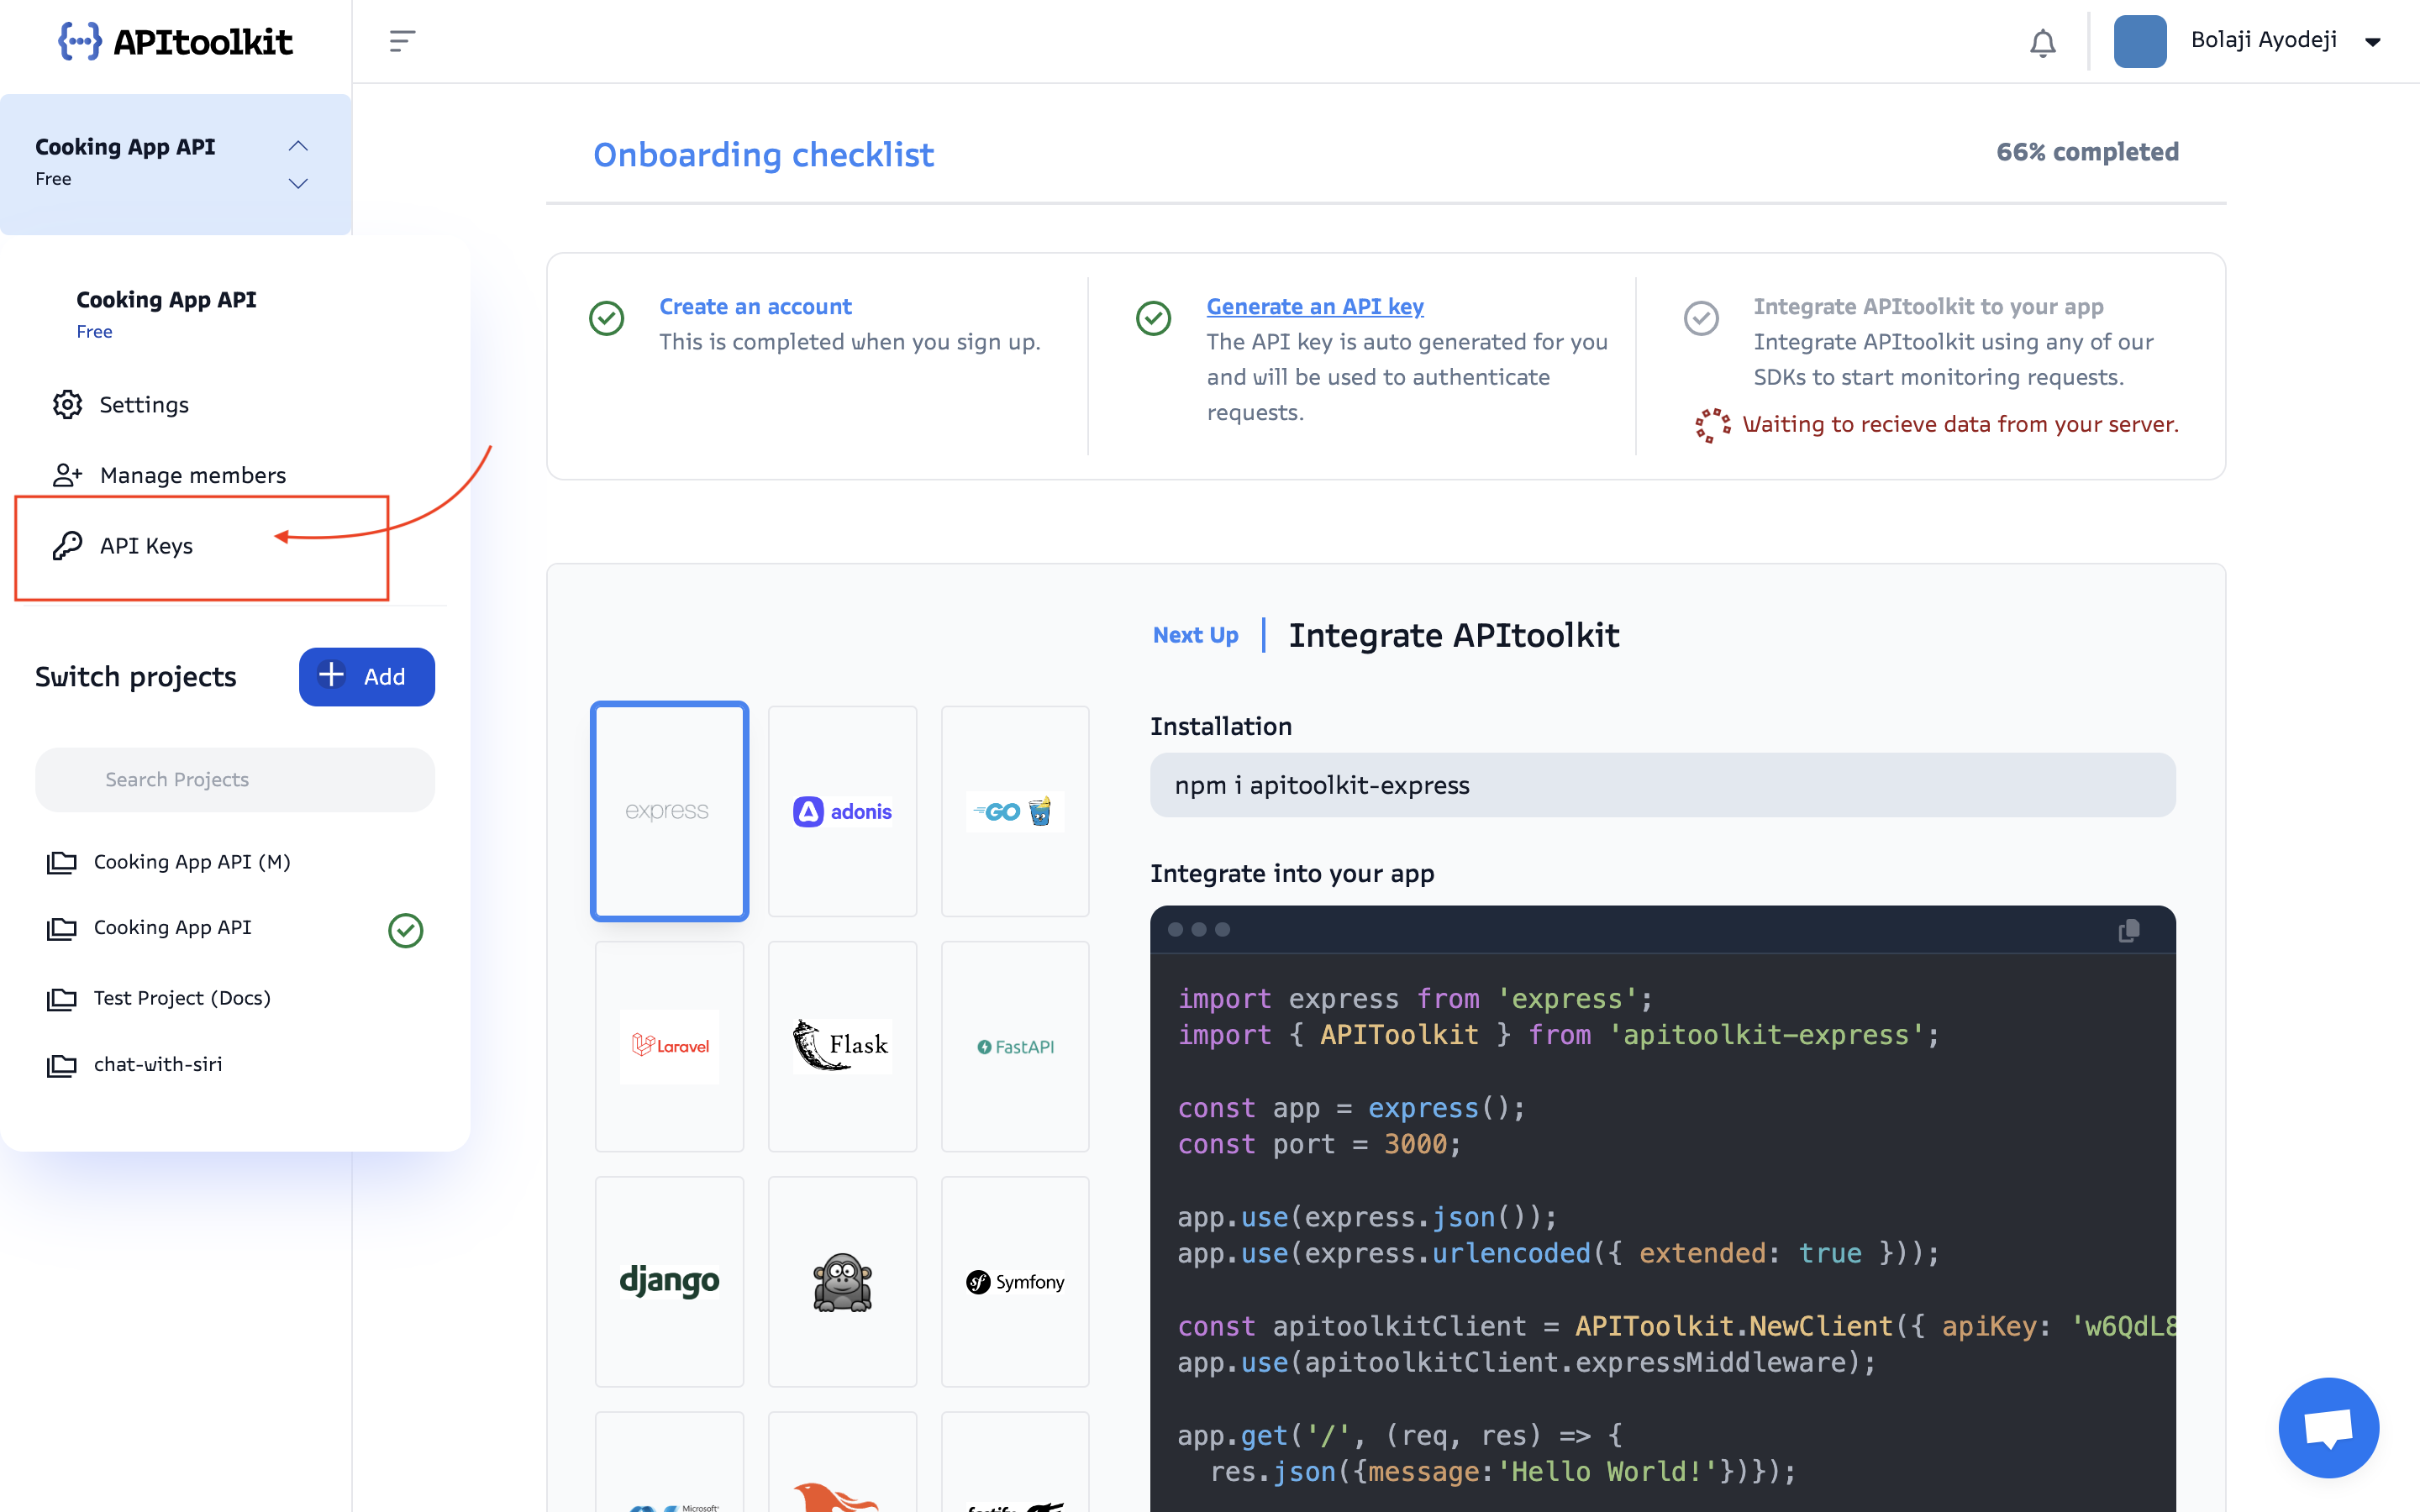 APItoolkit
Bolaji Ayodeji
Cooking App API
Free
Cooking App API
Free
Settings
Manage members
API Keys
Switch projects
Add
Search Projects
Cooking App API (M)
Cooking App API
Test Project (Docs)
chat-with-siri
Onboarding checklist
66% completed
Create an account
This is completed when you sign up.
Generate an API key
The API key is auto generated for you
and will be used to authenticate
requests.
Integrate APItoolkit to your app
Integrate APItoolkit using any of our
SDKs to start monitoring requests.
Waiting to recieve data from your server.
express
adonis
GO
Laravel
Flask
FastAPI
django
sf Symfony
Microsoft
Next Up
Integrate APItoolkit
Installation
npm i apitoolkit-express
Integrate into your app
import express from 'express';
import { APIToolkit } from 'apitoolkit-express';
const app = express();
const port = 3000;
app.use(express.json());
app.use(express.urlencoded({ extended: true }));
const apitoolkitClient = APIToolkit.NewClient({ apiKey: 'w6QdL8
app.use(apitoolkitClient.expressMiddleware);
app.get('/', (req, res) => {
res.json({message:'Hello World!'})});